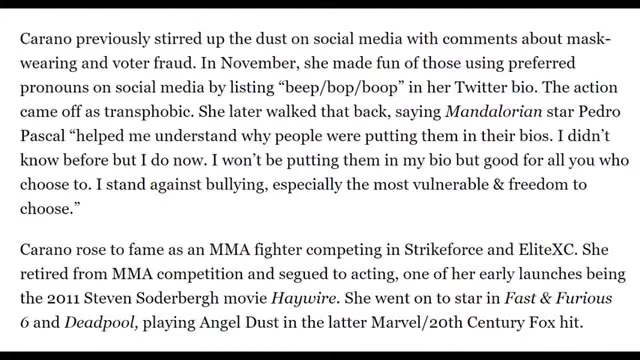 Carano previously stirred up the dust on social media with comments about mask-
wearing and voter fraud. In November, she made fun of those using preferred
pronouns on social media by listing “beep/bop/boop” in her Twitter bio. The action
came off as transphobic. She later walked that back, saying Mandalorian star Pedro
Pascal “helped me understand why people were putting them in their bios. I didn’t
know before but I do now. I won’t be putting them in my bio but good for all you who
choose to. I stand against bullying, especially the most vulnerable & freedom to
choose.”
Carano rose to fame as an MMA fighter competing in Strikeforce and EliteXC. She
retired from MMA competition and segued to acting, one of her early launches being
the 2011 Steven Soderbergh movie Haywire. She went on to star in Fast & Furious
6 and Deadpool, playing Angel Dust in the latter Marvel/20th Century Fox hit.